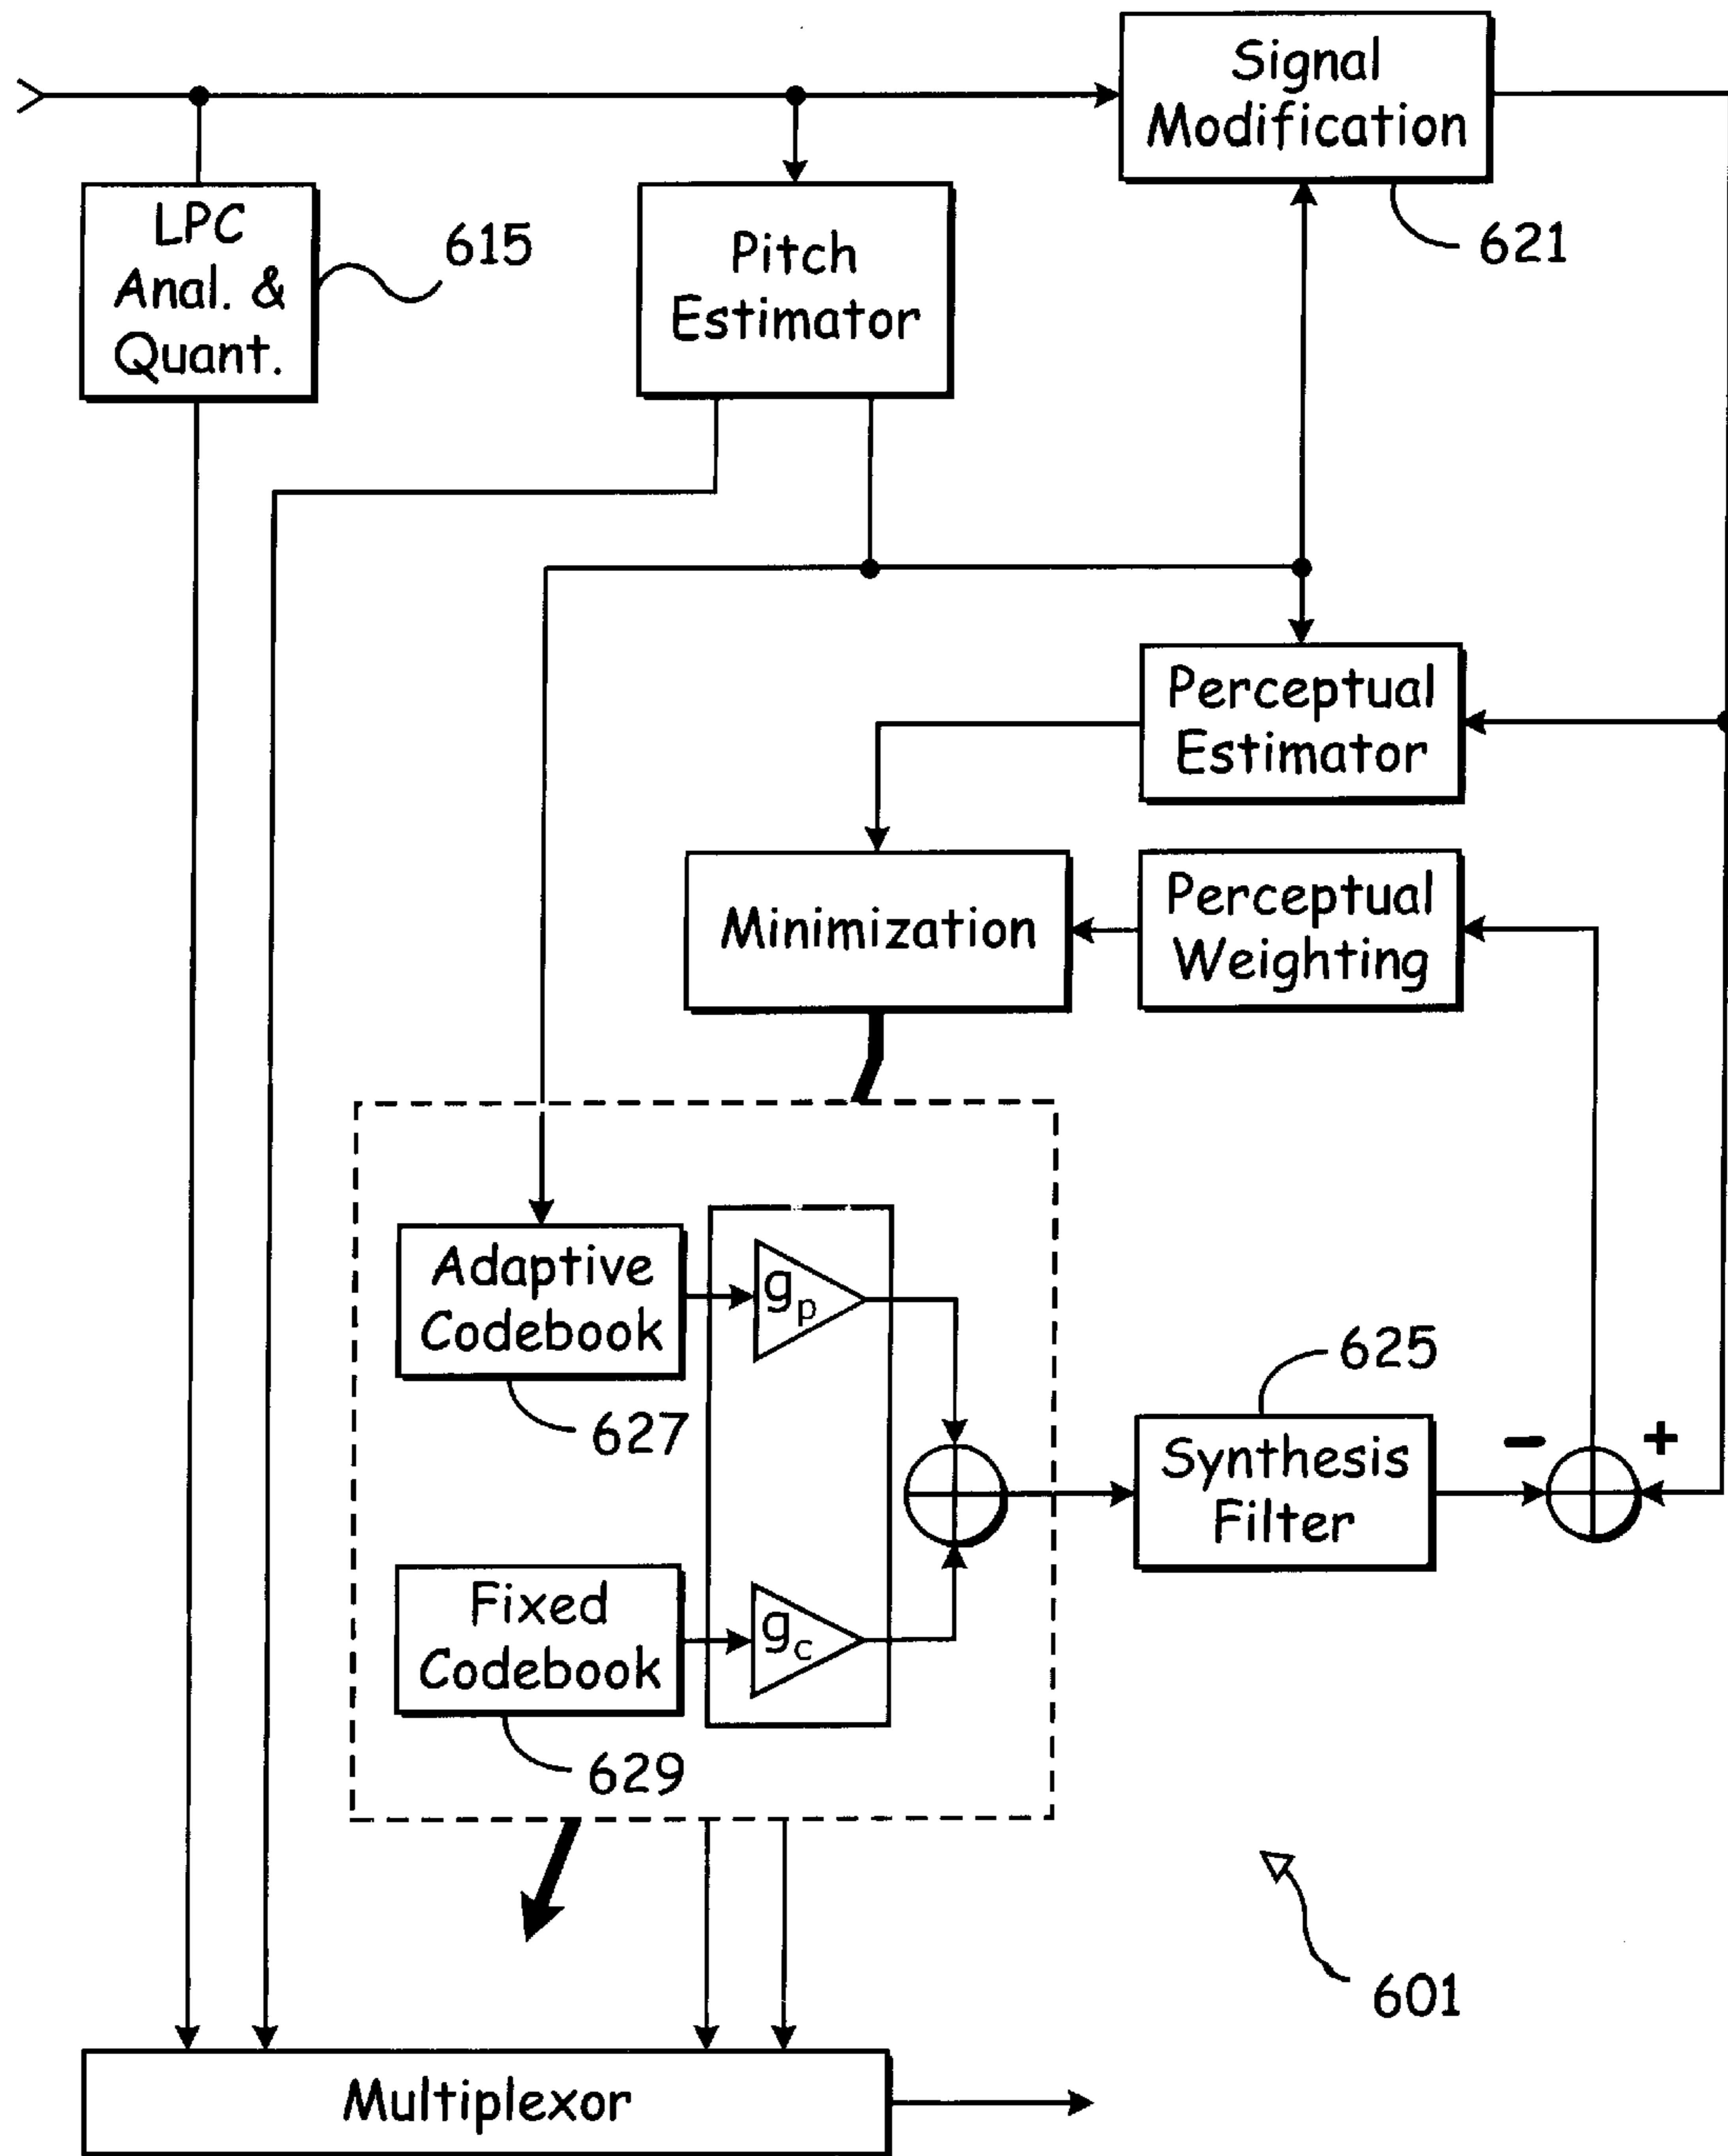 Signal
Modification
621
LPC
Anal. &
Quant.
615
Pitch
Estimator
Perceptual
Estimator
Minimization
Perceptual
Weighting
Adaptive
Codebook
627
gp
625
Synthesis
Filter
− +
Fixed
Codebook
629
gc
601
Multiplexor